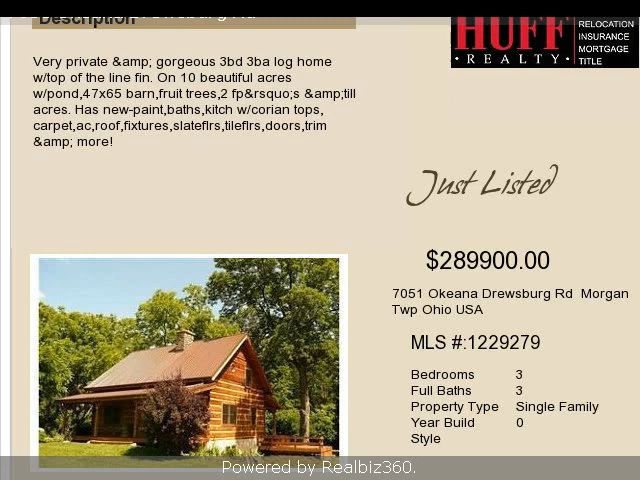 Description
HUFF
·REALTY·
RELOCATION
INSURANCE
MORTGAGE
TITLE
Very private &amp; gorgeous 3bd 3ba log home
w/top of the line fin. On 10 beautiful acres
w/pond,47x65 barn,fruit trees,2 fp&rsquo;s &amp;till
acres. Has new-paint,baths,kitch w/corian tops,
carpet,ac,roof,fixtures,slateflrs,tileflrs,doors,trim
&amp; more!
Just Listed
$289900.00
7051 Okeana Drewsburg Rd  Morgan
Twp Ohio USA
MLS #:1229279
Bedrooms 3
Full Baths 3
Property Type Single Family
Year Build 0
Style
Powered by Realbiz360.